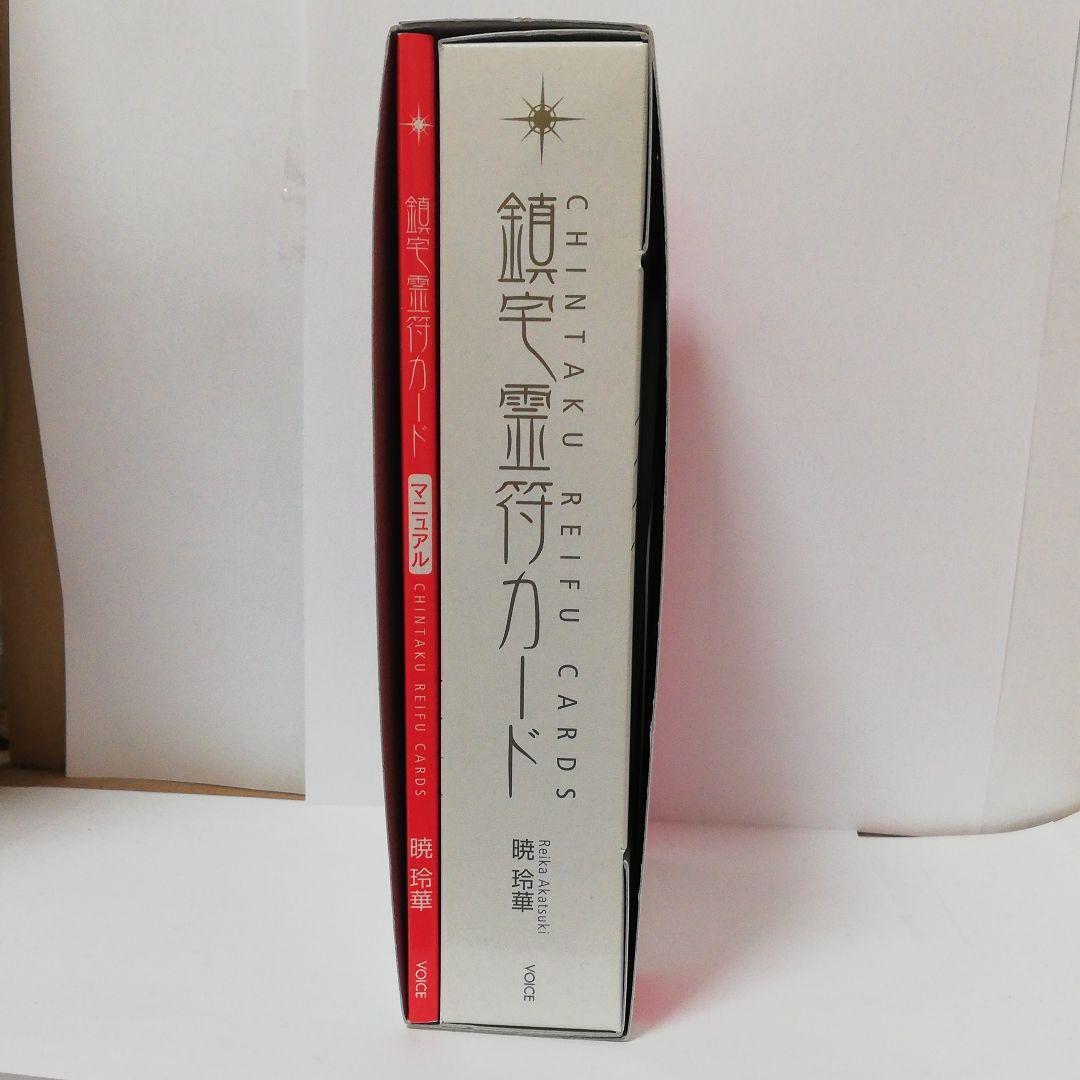 鎮宅霊符カード
マニュアル
CHINTAKU REIFU CARDS
暁 玲華
VOICE
鎮宅霊符カード
CHINTAKU REIFU CARDS
暁 玲華
Reika Akatsuki
VOICE